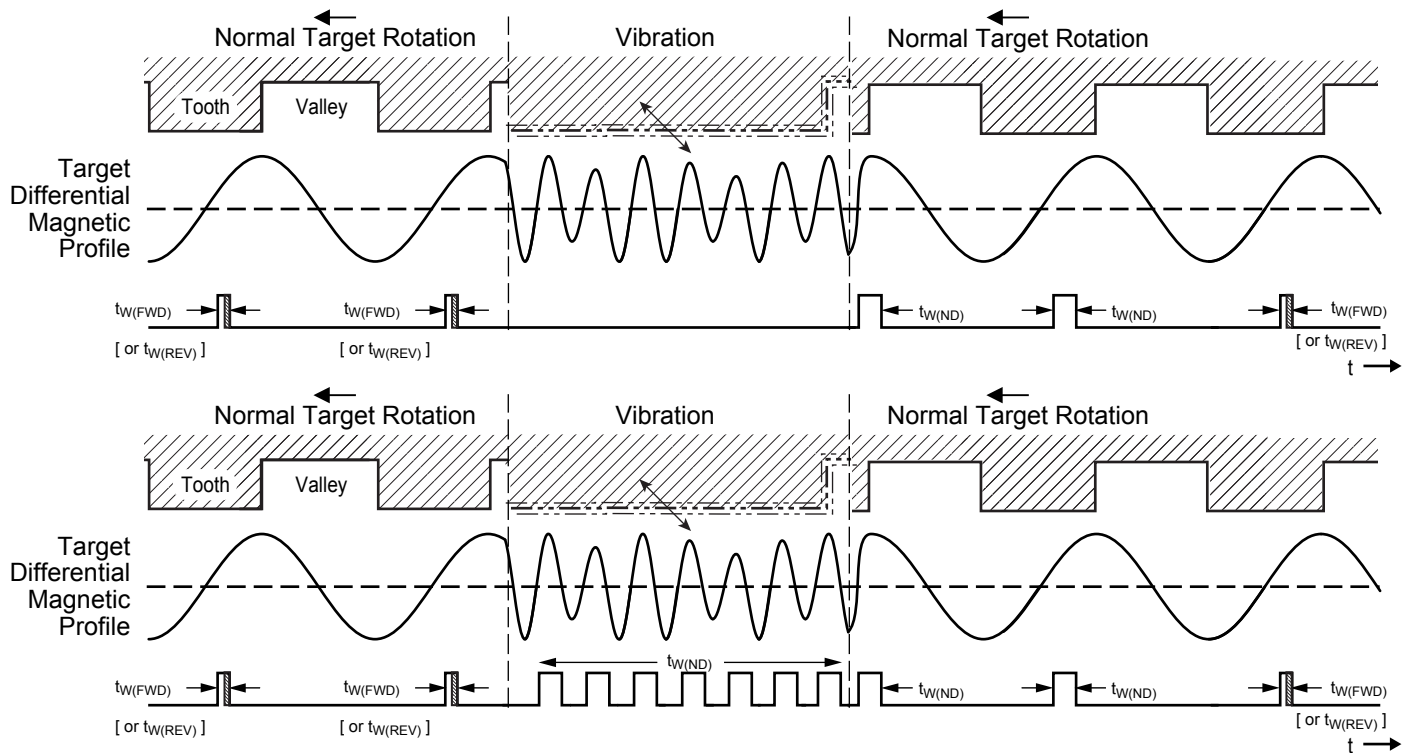 Normal Target Rotation Vibration Normal Target Rotation
Tooth Valley
Target
Differential
Magnetic
Profile
tW(FWD) tW(FWD) tW(ND) tW(ND) tW(FWD)
[ or tW(REV) ] [ or tW(REV) ] [ or tW(REV) ]
t
Normal Target Rotation Vibration Normal Target Rotation
Tooth Valley
Target
Differential
Magnetic
Profile
tW(ND)
tW(FWD) tW(FWD) tW(ND) tW(ND) tW(FWD)
[ or tW(REV) ] [ or tW(REV) ] [ or tW(REV) ]
t